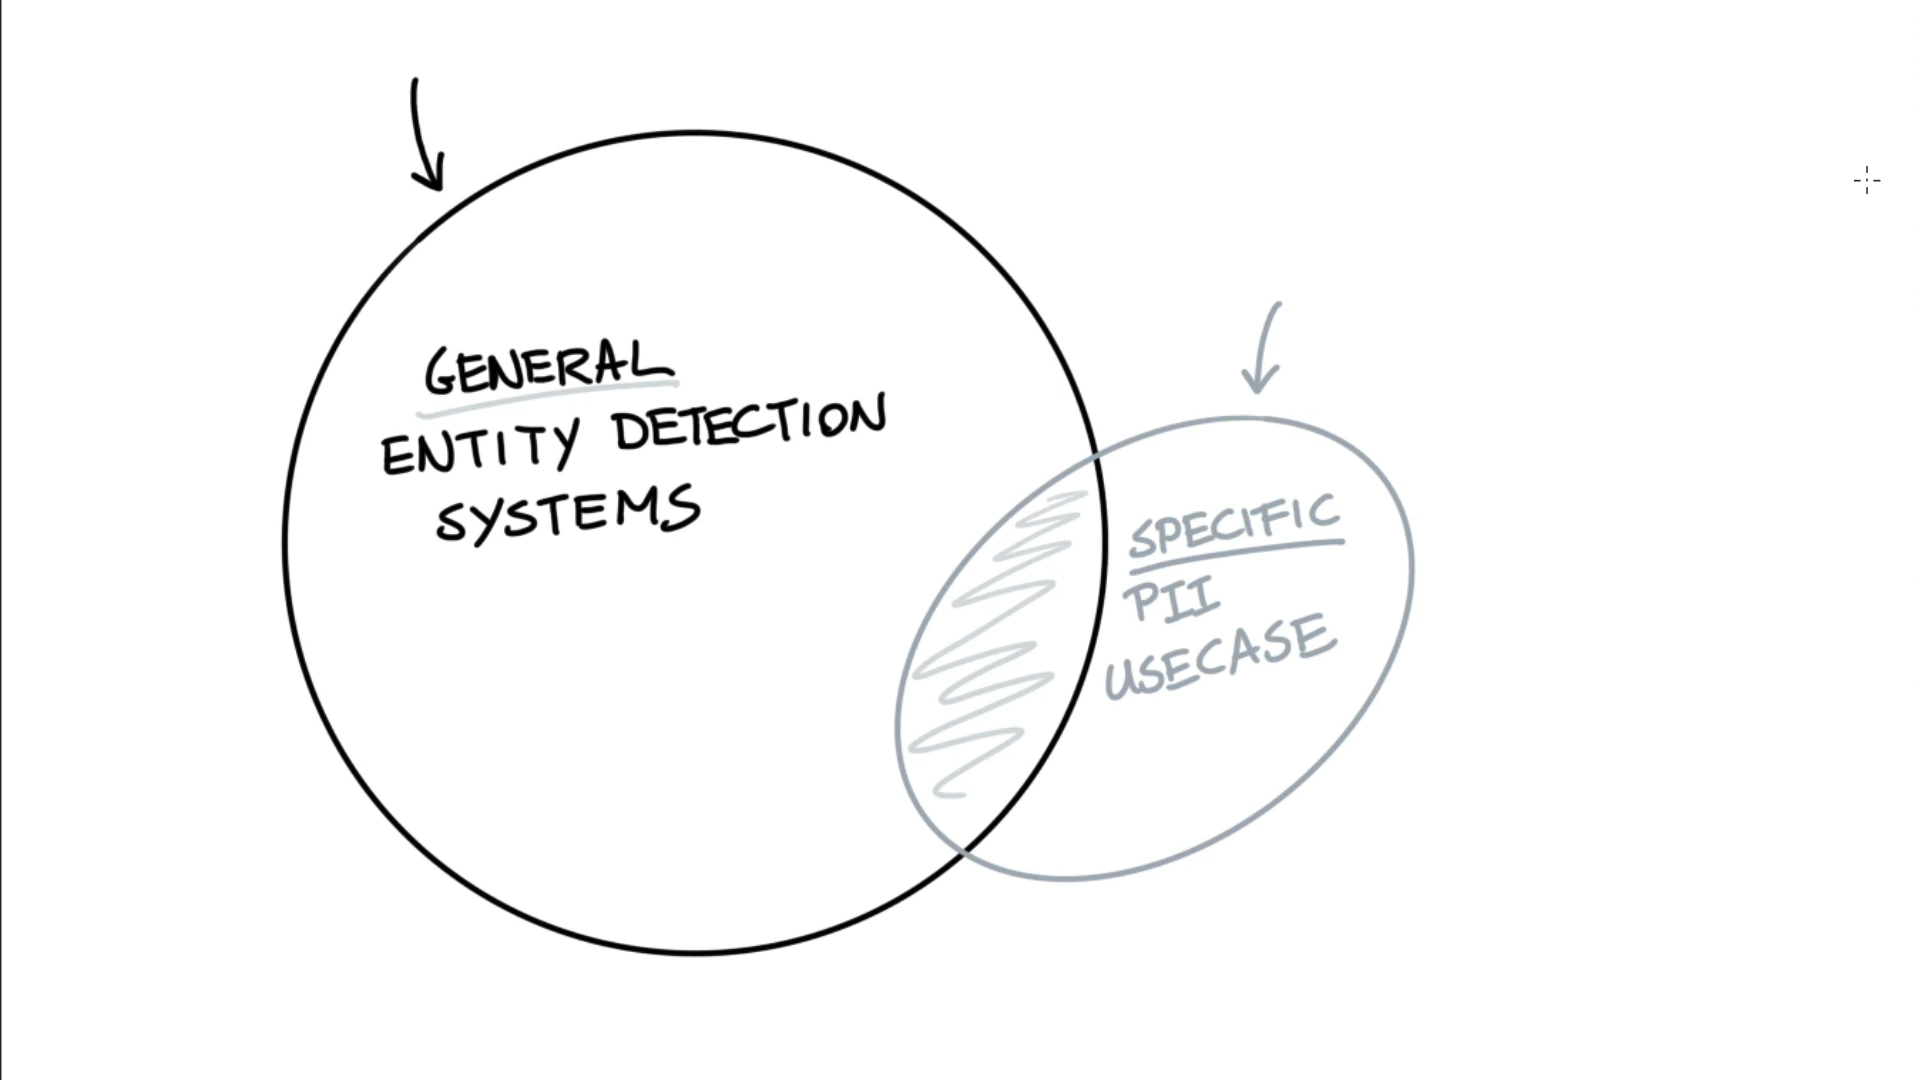 GENERAL
ENTITY DETECTION
SYSTEMS
SPECIFIC
PII
USECASE